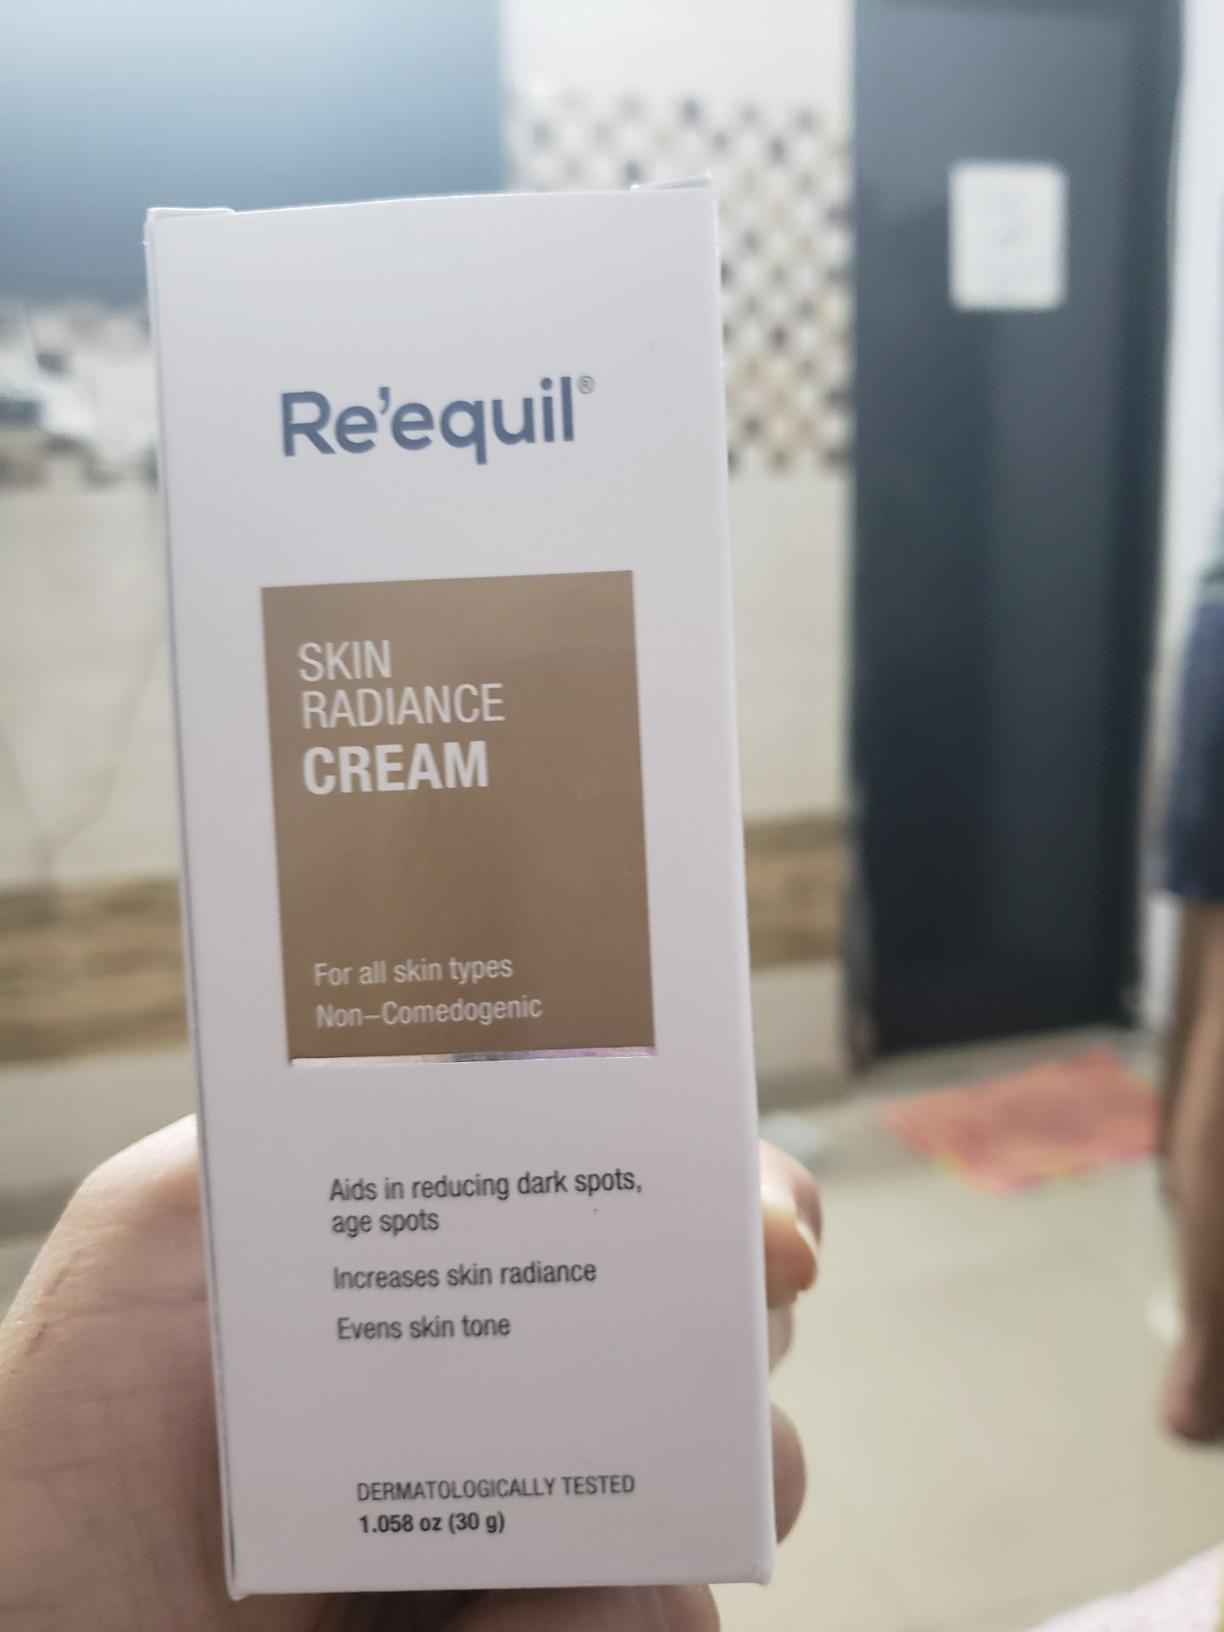 Re'equil®
SKIN
RADIANCE
CREAM
For all skin types
Non-Comedogenic
Aids in reducing dark spots,
age spots
Increases skin radiance
Evens skin tone
DERMATOLOGICALLY TESTED
1.058 oz (30 g)